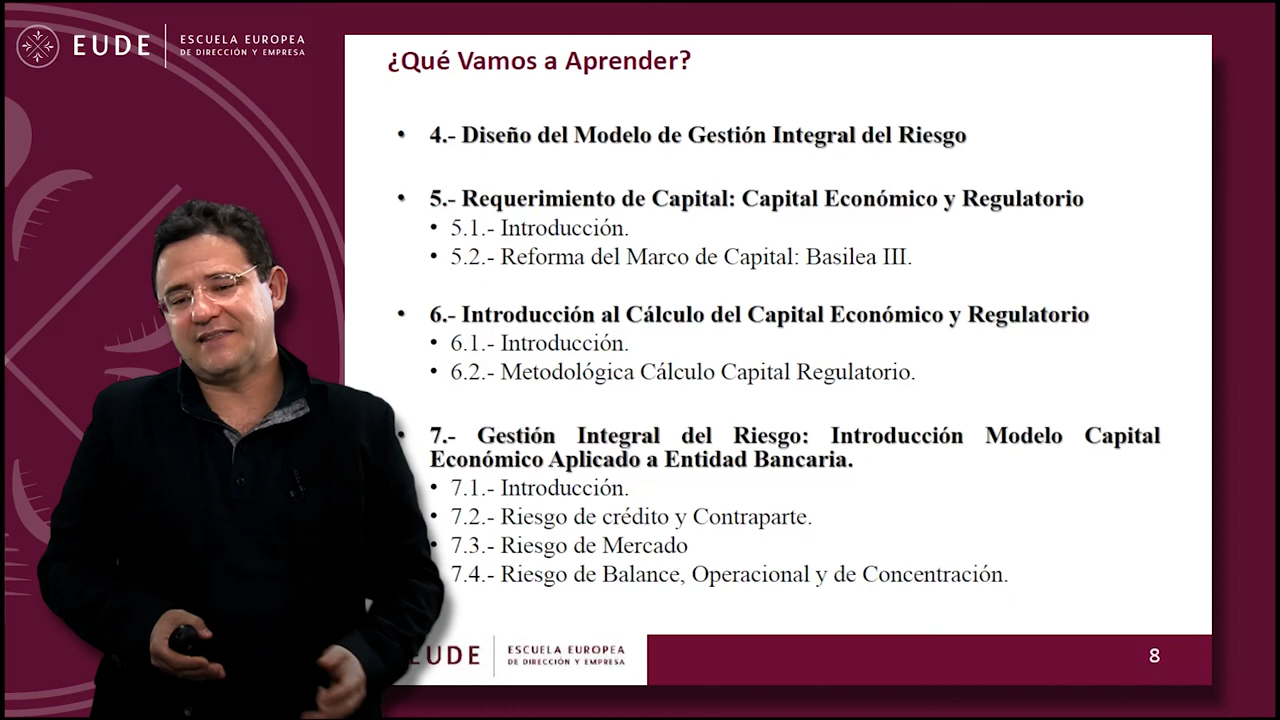 EUDE
ESCUELA EUROPEA
DE DIRECCIÓN Y EMPRESA
¿Qué Vamos a Aprender?
• 4.- Diseño del Modelo de Gestión Integral del Riesgo
• 5.- Requerimiento de Capital: Capital Económico y Regulatorio
• 5.1.- Introducción.
• 5.2.- Reforma del Marco de Capital: Basilea III.
• 6.- Introducción al Cálculo del Capital Económico y Regulatorio
• 6.1.- Introducción.
• 6.2.- Metodológica Cálculo Capital Regulatorio.
• 7.- Gestión Integral del Riesgo: Introducción Modelo Capital
Económico Aplicado a Entidad Bancaria.
• 7.1.- Introducción.
• 7.2.- Riesgo de crédito y Contraparte.
• 7.3.- Riesgo de Mercado
7.4.- Riesgo de Balance, Operacional y de Concentración.
EUDE
ESCUELA EUROPEA
DE DIRECCIÓN Y EMPRESA
8